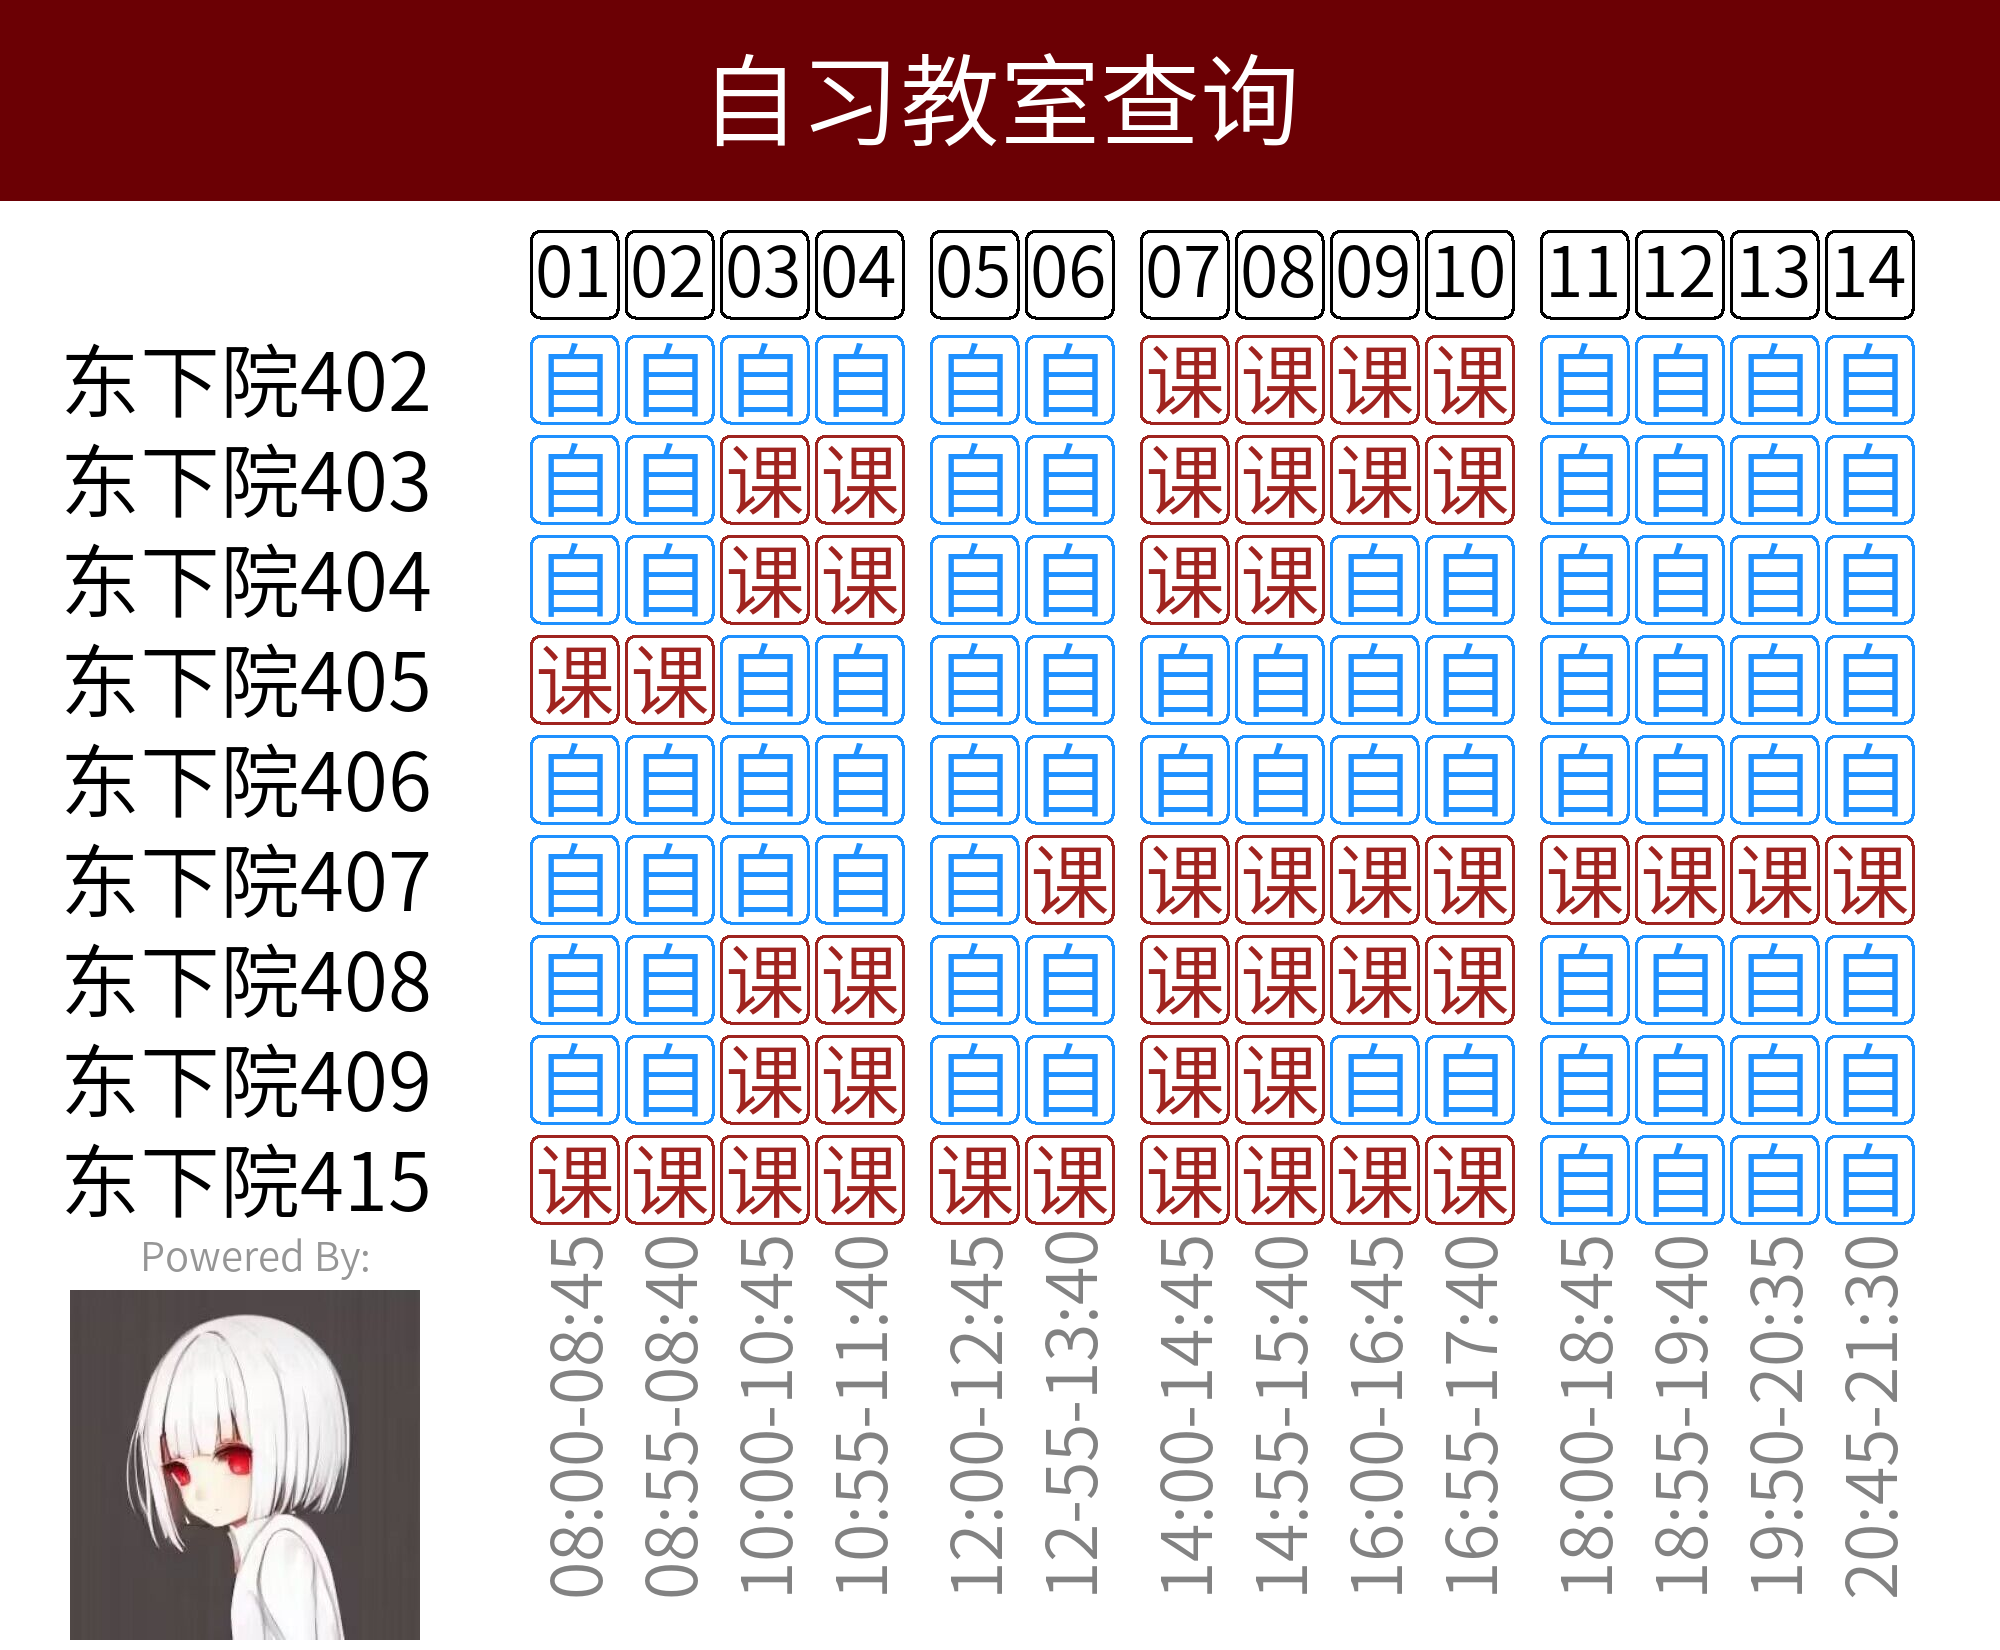 自习教室查询
01 02 03 04 05 06 07 08 09 10 11 12 13 14
东下院402 自 自 自 自 自 自 课 课 课 课 自 自 自 自
东下院403 自 自 课 课 自 自 课 课 课 课 自 自 自 自
东下院404 自 自 课 课 自 自 课 课 自 自 自 自 自 自
东下院405 课 课 自 自 自 自 自 自 自 自 自 自 自 自
东下院406 自 自 自 自 自 自 自 自 自 自 自 自 自 自
东下院407 自 自 自 自 自 课 课 课 课 课 课 课 课 课
东下院408 自 自 课 课 自 自 课 课 课 课 自 自 自 自
东下院409 自 自 课 课 自 自 课 课 自 自 自 自 自 自
东下院415 课 课 课 课 课 课 课 课 课 课 自 自 自 自
Powered By:
08:00-08:45
08:55-08:40
10:00-10:45
10:55-11:40
12:00-12:45
12-55-13:40
14:00-14:45
14:55-15:40
16:00-16:45
16:55-17:40
18:00-18:45
18:55-19:40
19:50-20:35
20:45-21:30